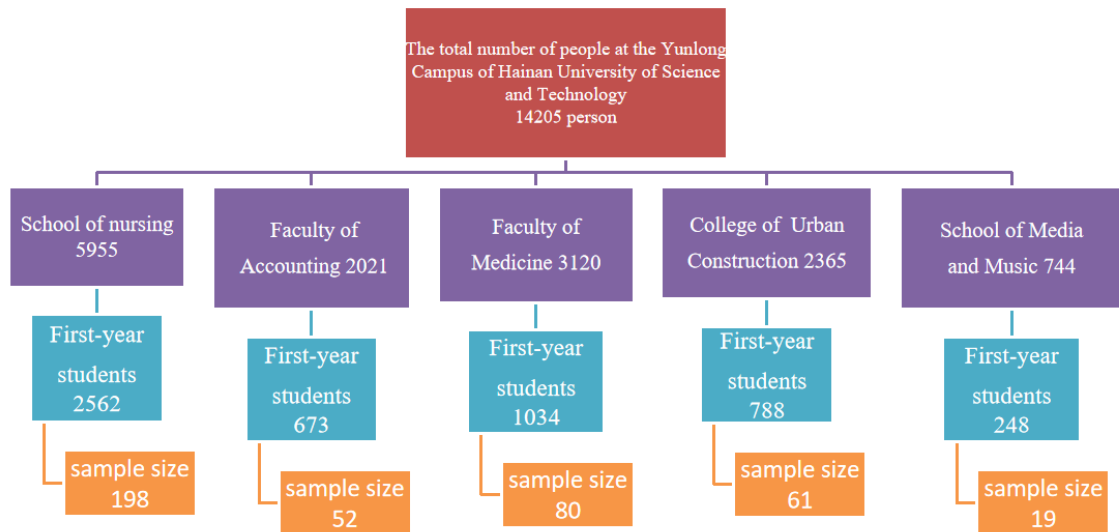 The total number of people at the Yunlong
Campus of Hainan University of Science
and Technology
14205 person
School of nursing
5955
Faculty of
Accounting 2021
Faculty of
Medicine 3120
College of Urban
Construction 2365
School of Media
and Music 744
First-year
students
2562
First-year
students
673
First-year
students
1034
First-year
students
788
First-year
students
248
sample size
198
sample size
52
sample size
80
sample size
61
sample size
19